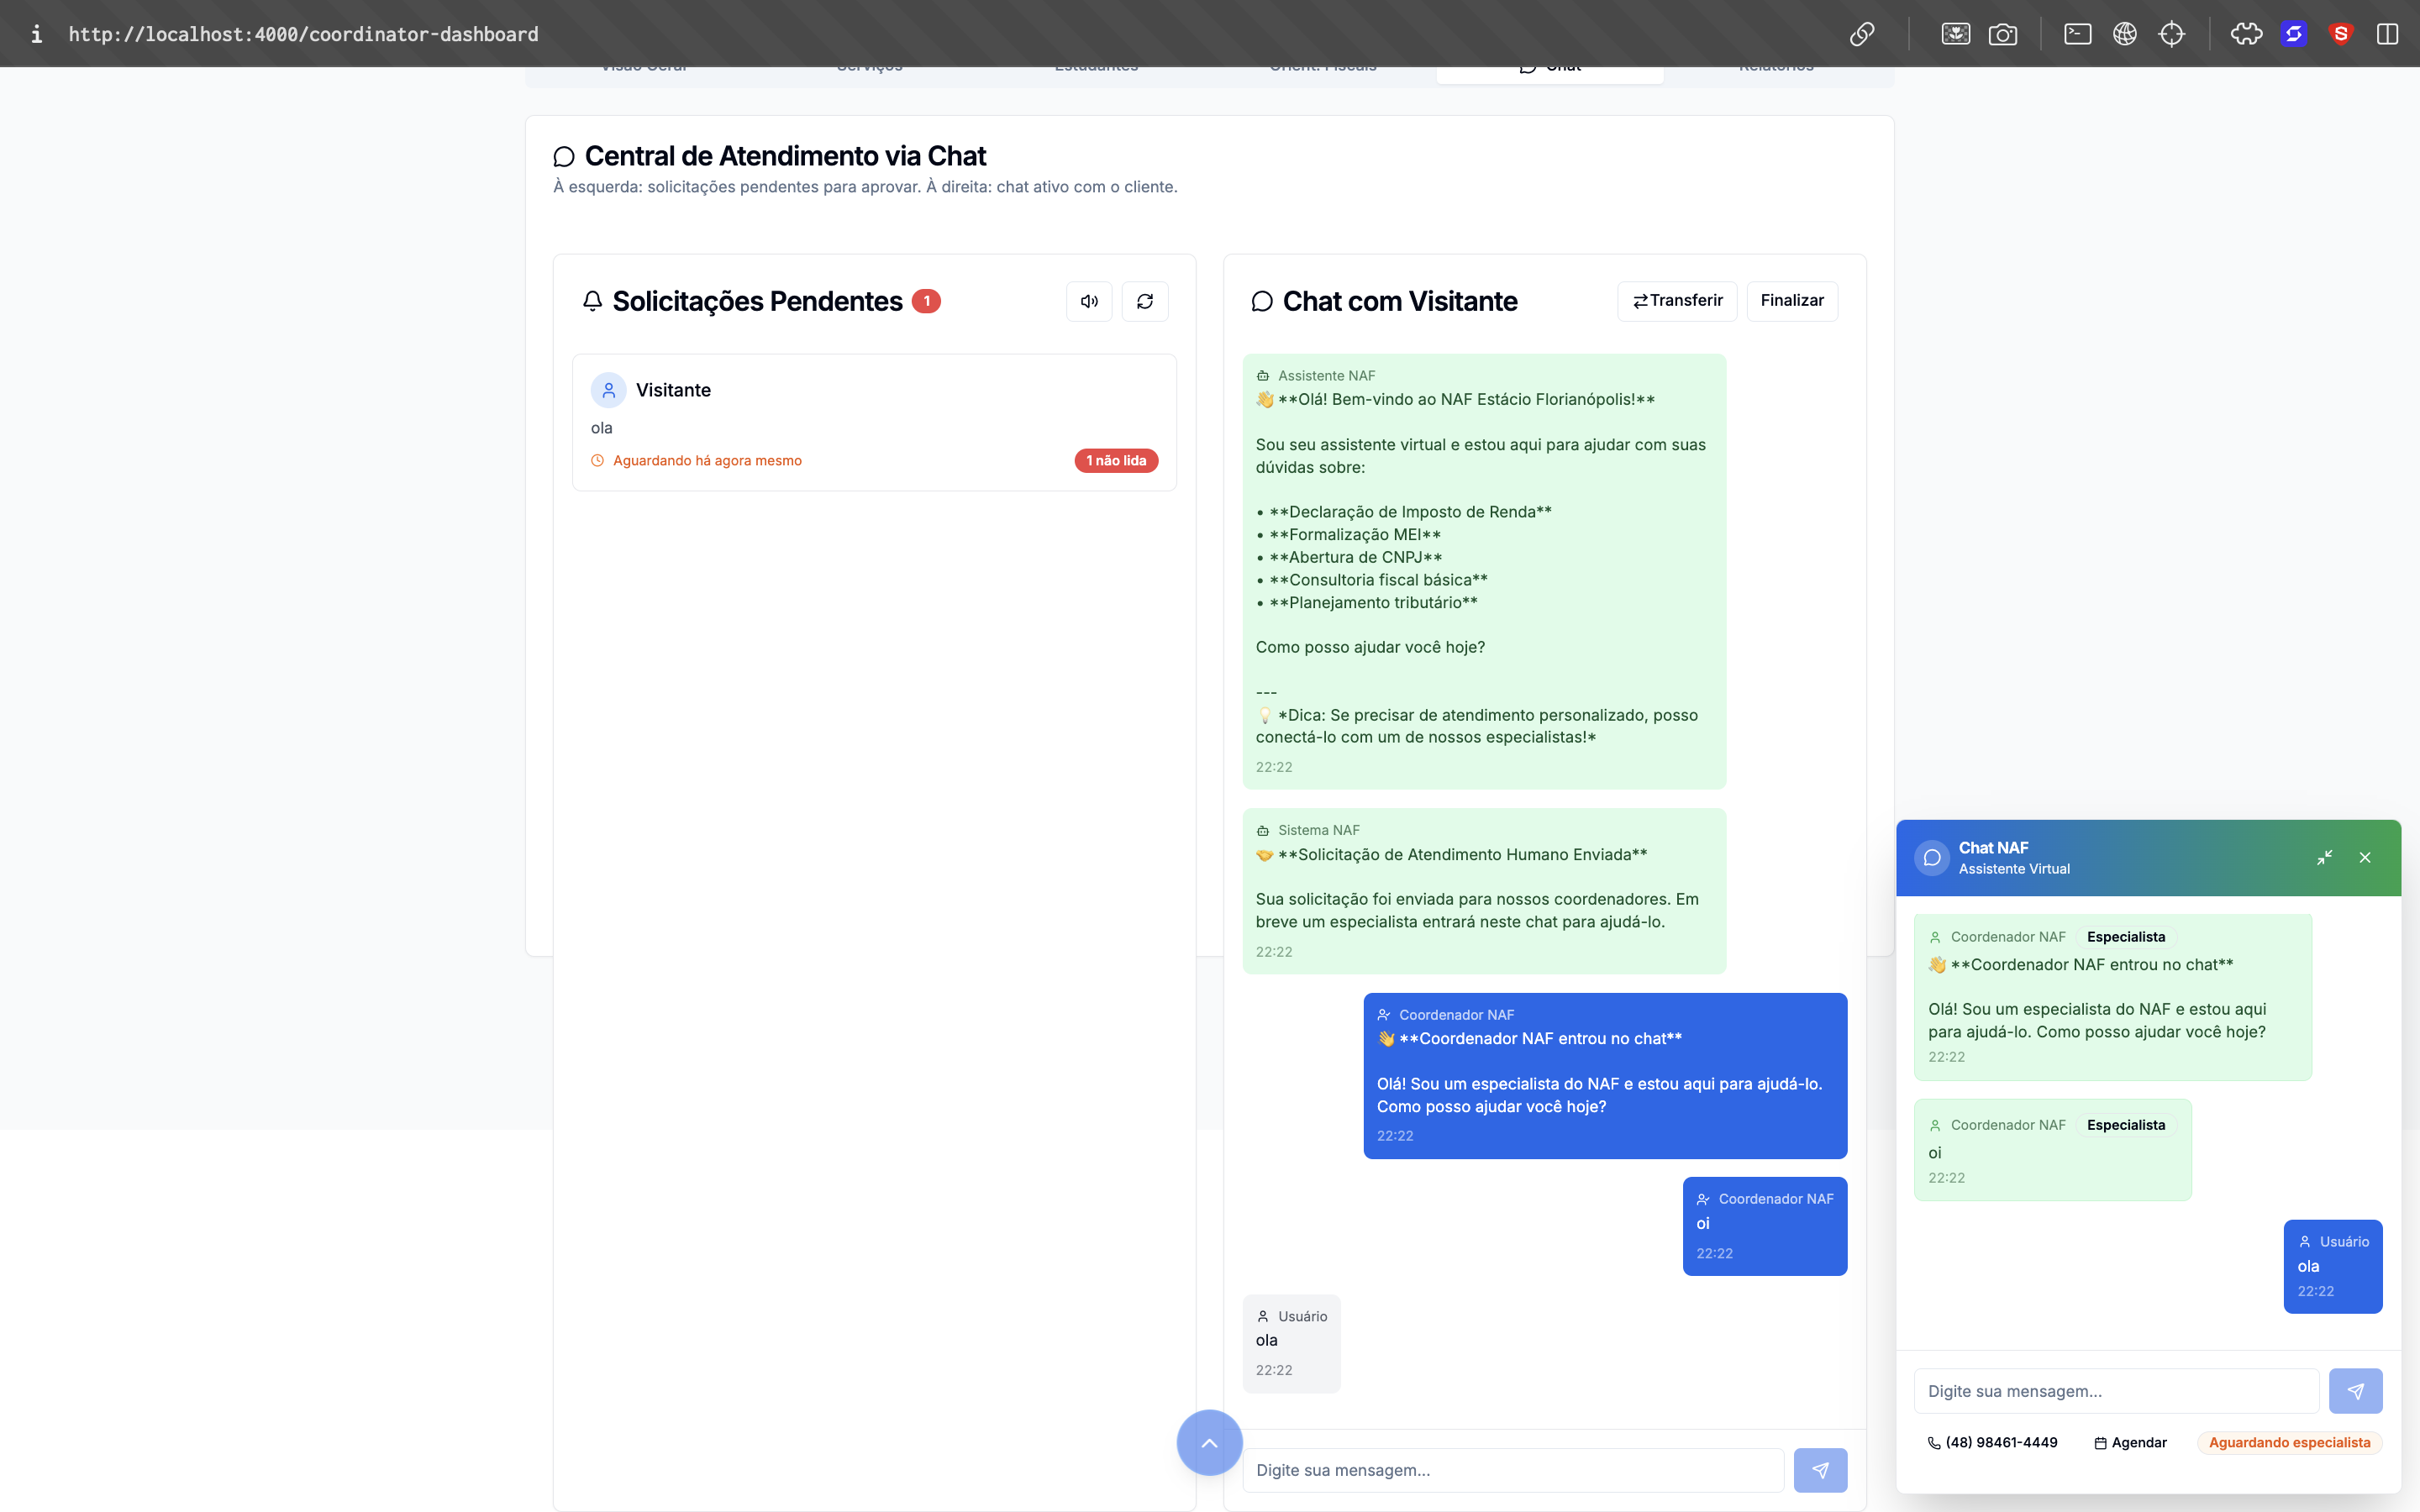 http://localhost:4000/coordinator-dashboard
Visão Geral
Serviços
Estudantes
Orient. Fiscais
Chat
Relatórios
Central de Atendimento via Chat
À esquerda: solicitações pendentes para aprovar. À direita: chat ativo com o cliente.
Solicitações Pendentes 1
Visitante
ola
Aguardando há agora mesmo
1 não lida
Chat com Visitante
Transferir
Finalizar
Assistente NAF
👋 **Olá! Bem-vindo ao NAF Estácio Florianópolis!**
Sou seu assistente virtual e estou aqui para ajudar com suas
dúvidas sobre:
• **Declaração de Imposto de Renda**
• **Formalização MEI**
• **Abertura de CNPJ**
• **Consultoria fiscal básica**
• **Planejamento tributário**
Como posso ajudar você hoje?
---
💡 *Dica: Se precisar de atendimento personalizado, posso
conectá-lo com um de nossos especialistas!*
22:22
Sistema NAF
🤝 **Solicitação de Atendimento Humano Enviada**
Sua solicitação foi enviada para nossos coordenadores. Em
breve um especialista entrará neste chat para ajudá-lo.
22:22
Coordenador NAF
👋 **Coordenador NAF entrou no chat**
Olá! Sou um especialista do NAF e estou aqui para ajudá-lo.
Como posso ajudar você hoje?
22:22
Coordenador NAF
oi
22:22
Usuário
ola
22:22
Digite sua mensagem...
Chat NAF
Assistente Virtual
Coordenador NAF Especialista
👋 **Coordenador NAF entrou no chat**
Olá! Sou um especialista do NAF e estou aqui
para ajudá-lo. Como posso ajudar você hoje?
22:22
Coordenador NAF Especialista
oi
22:22
Usuário
ola
22:22
Digite sua mensagem...
(48) 98461-4449
Agendar
Aguardando especialista